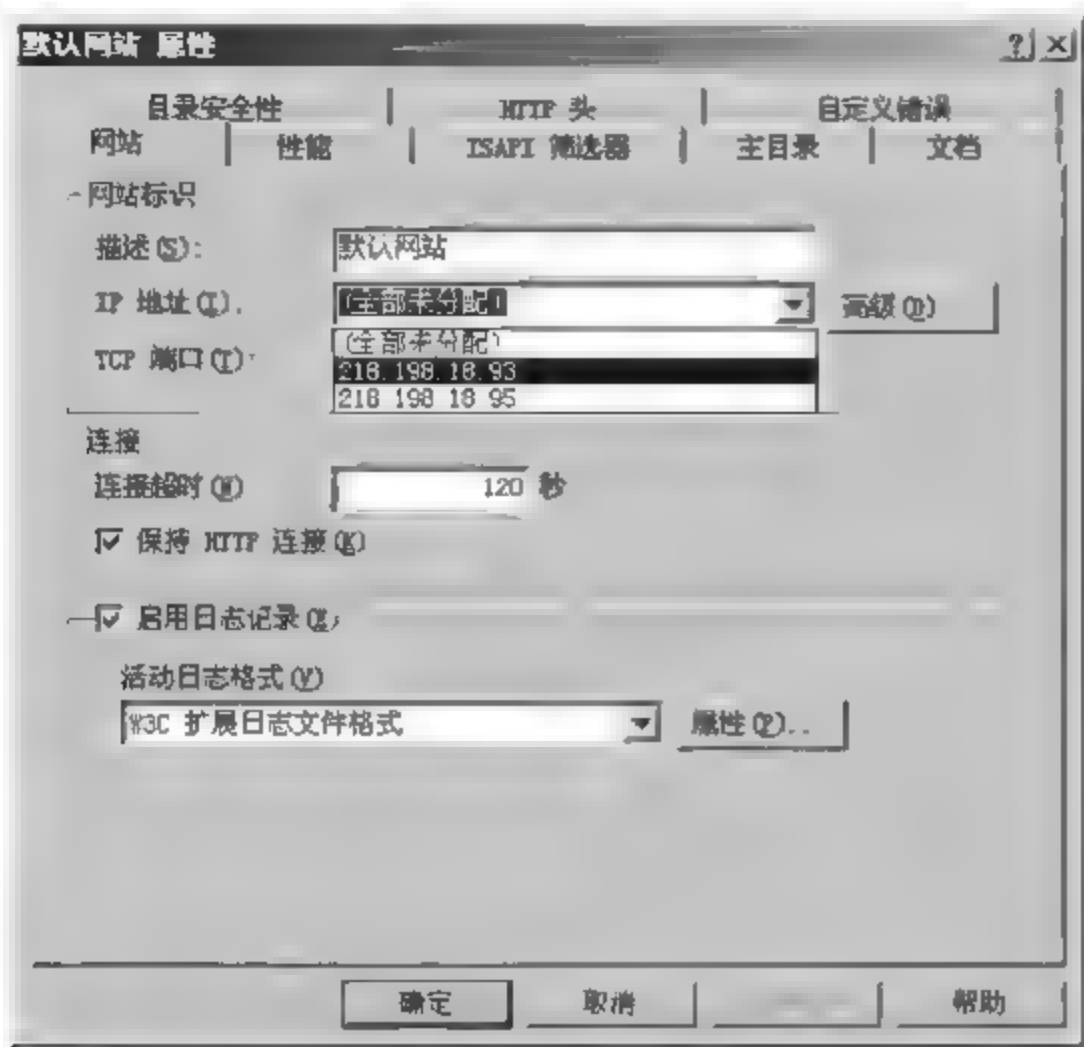 默认网站 属性
目录安全性 HTTP 头 自定义错误
网站 性能 ISAPI 筛选器 主目录 文档
网站标识
描述(S): 默认网站
IP 地址(I). (全部未分配) 高级(D)
TCP 端口(T): (全部未分配)
218.198.18.93
218 198 18 95
连接
连接超时(N) 120 秒
保持 HTTP 连接(K)
启用日志记录
活动日志格式(V)
W3C 扩展日志文件格式 属性(P)..
确定 取消 帮助